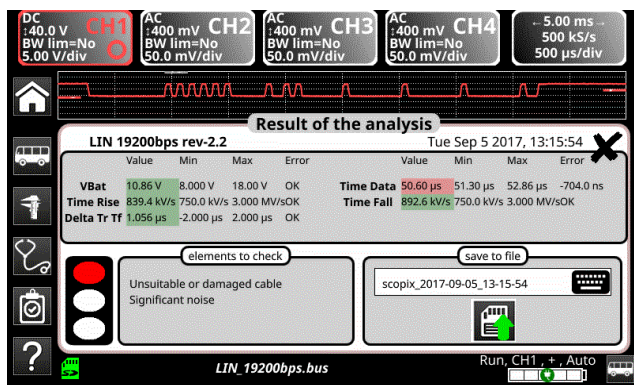 DC
↕40.0 V CH1
BW lim=No
5.00 V/div
AC
↕400 mV CH2
BW lim=No
50.0 mV/div
AC
↕400 mV CH3
BW lim=No
50.0 mV/div
AC
↕400 mV CH4
BW lim=No
50.0 mV/div
←5.00 ms→
500 kS/s
500 µs/div
Result of the analysis
LIN 19200bps rev-2.2 Tue Sep 5 2017, 13:15:54
Value Min Max Error Value Min Max Error
VBat 10.86 V 8.000 V 18.00 V OK Time Data 50.60 µs 51.30 µs 52.86 µs -704.0 ns
Time Rise 839.4 kV/s 750.0 kV/s 3.000 MV/sOK Time Fall 892.6 kV/s 750.0 kV/s 3.000 MV/sOK
Delta Tr Tf 1.056 µs -2.000 µs 2.000 µs OK
elements to check save to file
Unsuitable or damaged cable
Significant noise
scopix_2017-09-05_13-15-54
?
LIN_19200bps.bus
Run, CH1 , + , Auto